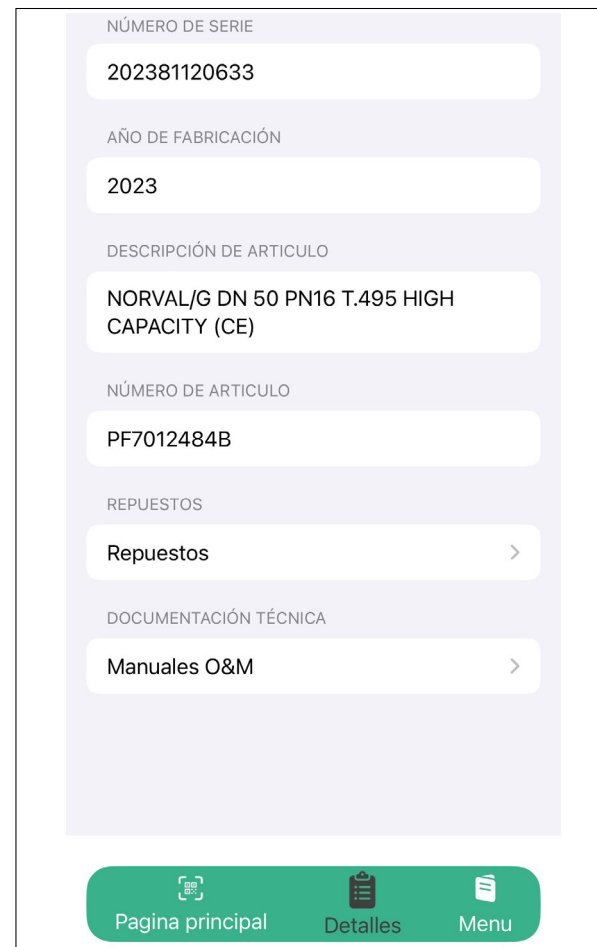 NÚMERO DE SERIE
202381120633
AÑO DE FABRICACIÓN
2023
DESCRIPCIÓN DE ARTICULO
NORVAL/G DN 50 PN16 T.495 HIGH
CAPACITY (CE)
NÚMERO DE ARTICULO
PF7012484B
REPUESTOS
Repuestos
DOCUMENTACIÓN TÉCNICA
Manuales O&M
Pagina principal
Detalles
Menu